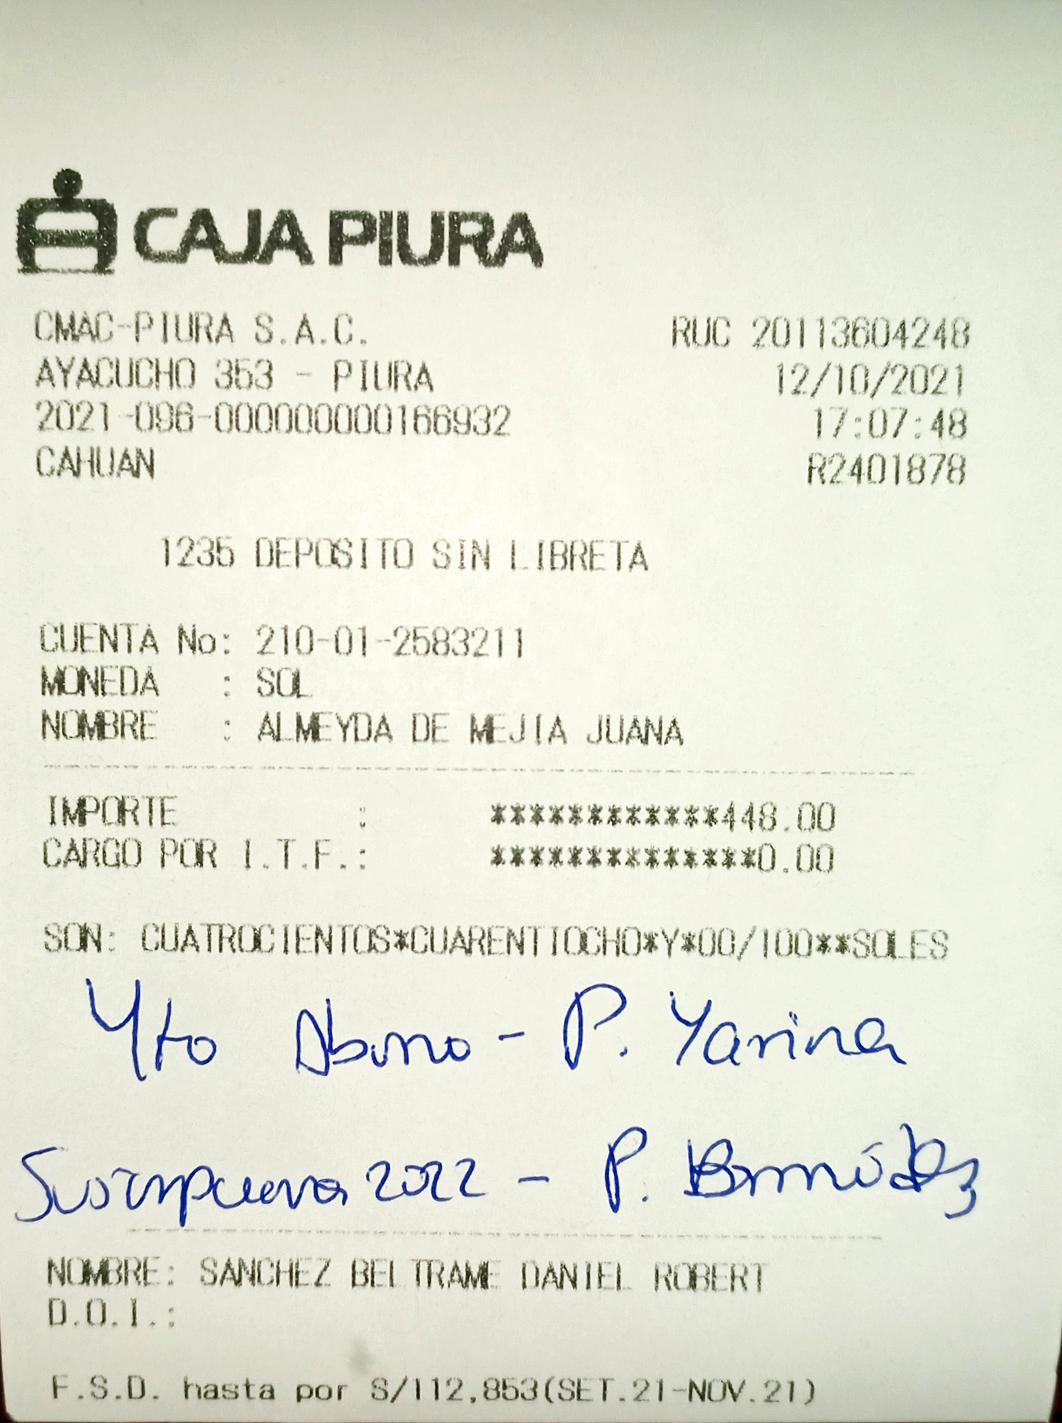 CAJA PIURA
CMAC-PIURA S.A.C. RUC 20113604248
AYACUCHO 353 - PIURA 12/10/2021
2021-096-000000000166932 17:07:48
CAHUAN R2401878
1235 DEPOSITO SIN LIBRETA
CUENTA No: 210-01-2583211
MONEDA : SOL
NOMBRE : ALMEYDA DE MEJIA JUANA
IMPORTE : ************448.00
CARGO POR I.T.F.: **************0.00
SON: CUATROCIENTOS*CUARENTIOCHO*Y*00/100**SOLES
4to Abono - P. Yarina
2022 - P. Bermúdez
NOMBRE: SANCHEZ BELTRAME DANIEL ROBERT
D.O.I.:
F.S.D. hasta por S/112,853(SET.21-NOV.21)